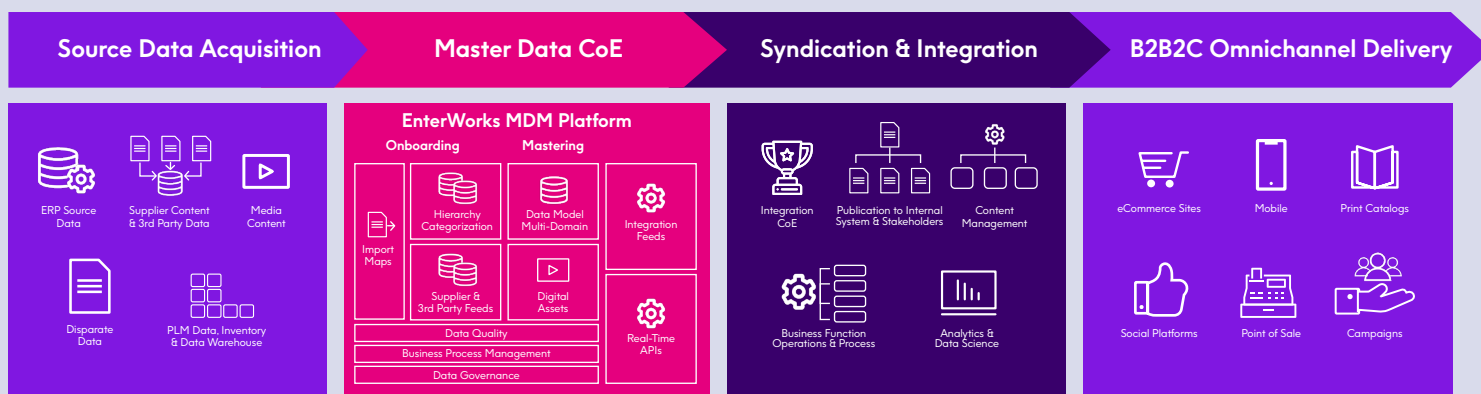 Source Data Acquisition
Master Data CoE
Syndication & Integration
B2B2C Omnichannel Delivery
ERP Source
Data
Supplier Content
& 3rd Party Data
Media
Content
Disparate
Data
PLM Data, Inventory
& Data Warehouse
EnterWorks MDM Platform
Onboarding
Mastering
Import
Maps
Hierarchy
Categorization
Data Model
Multi-Domain
Integration
Feeds
Supplier &
3rd Party Feeds
Digital
Assets
Real-Time
APIs
Data Quality
Business Process Management
Data Governance
Integration
CoE
Publication to Internal
System & Stakeholders
Content
Management
Business Function
Operations & Process
Analytics &
Data Science
eCommerce Sites
Mobile
Print Catalogs
Social Platforms
Point of Sale
Campaigns